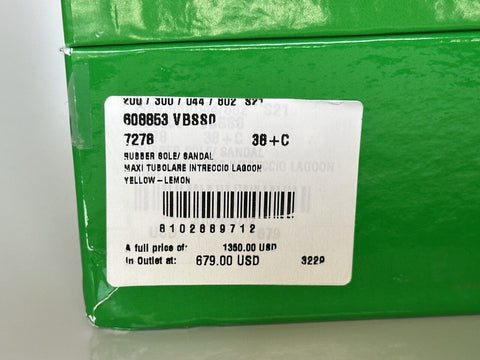 200 / 300 / 044 / 602 S21
608853 VBSS0
7276 36+C
RUBBER SOLE/ SANDAL
MAXI TUBOLARE INTRECCIO LAGOON
YELLOW-LEMON
8102889712
A full price of: 1350.00 USD
In Outlet at: 679.00 USD 3229